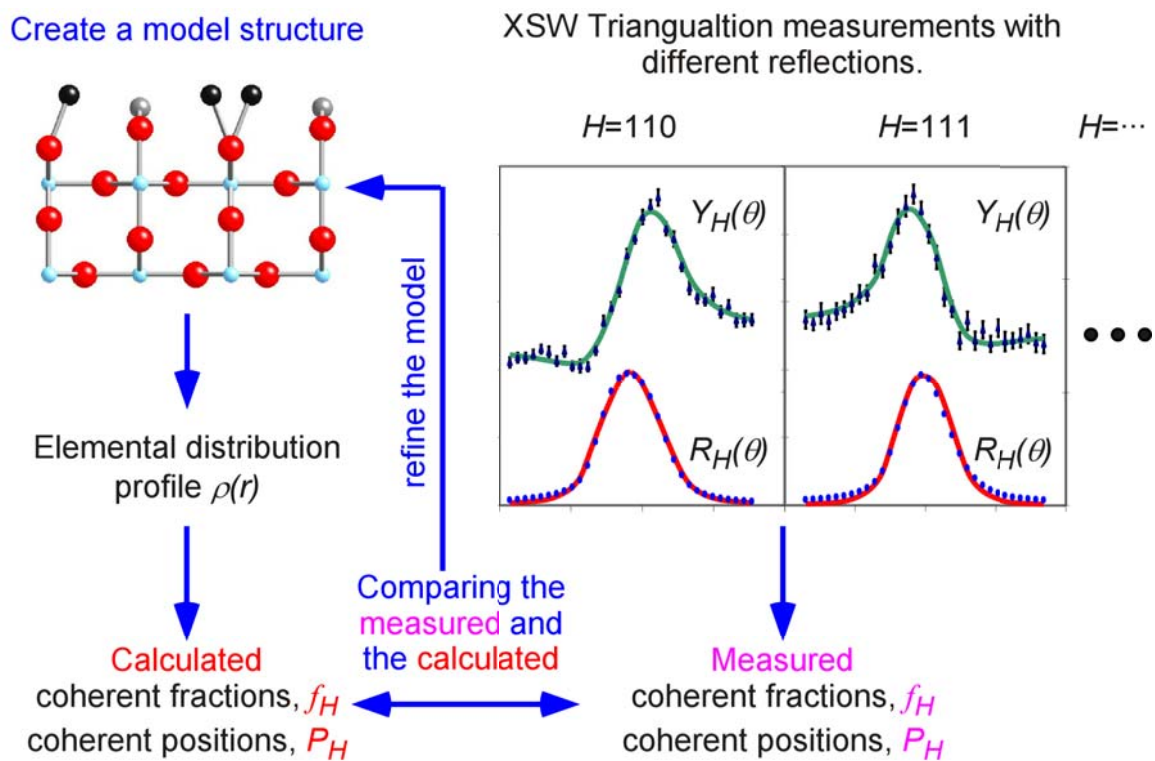 Create a model structure
XSW Triangualtion measurements with
different reflections.
H=110
H=111
H=...
Y_H(θ)
Y_H(θ)
R_H(θ)
R_H(θ)
refine the model
Elemental distribution
profile ρ(r)
Comparing the
measured and
the calculated
Calculated
coherent fractions, f_H
coherent positions, P_H
Measured
coherent fractions, f_H
coherent positions, P_H